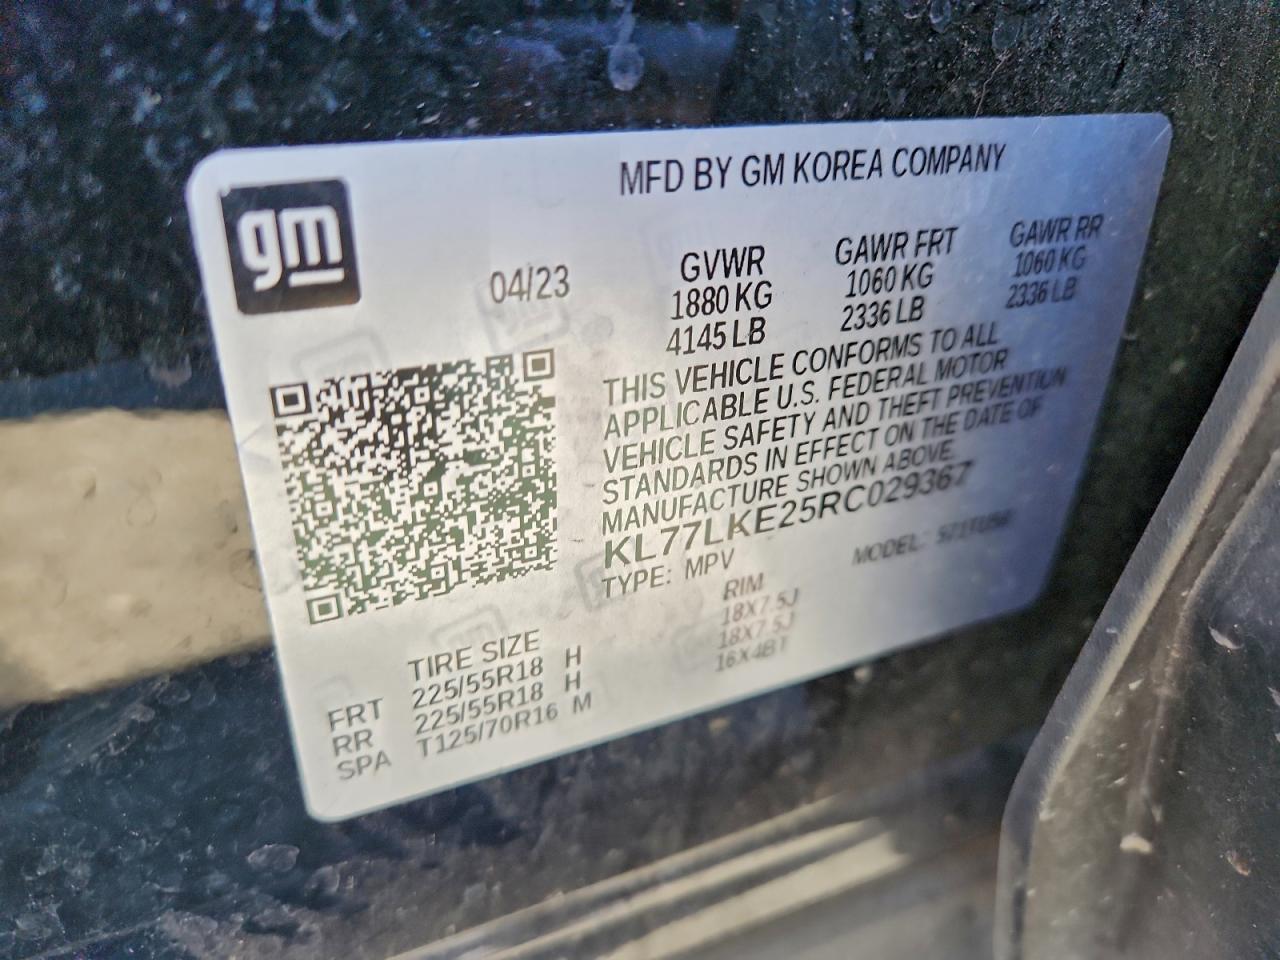 MFD BY GM KOREA COMPANY
gm
04/23
GVWR GAWR FRT GAWR RR
1880 KG 1060 KG 1060 KG
4145 LB 2336 LB 2336 LB
THIS VEHICLE CONFORMS TO ALL
APPLICABLE U.S. FEDERAL MOTOR
VEHICLE SAFETY AND THEFT PREVENTION
STANDARDS IN EFFECT ON THE DATE OF
MANUFACTURE SHOWN ABOVE.
KL77LKE25RC029367
TYPE: MPV MODEL:
TIRE SIZE RIM
FRT 225/55R18 H 18X7.5J
RR 225/55R18 H 18X7.5J
SPA T125/70R16 M 16X4BT